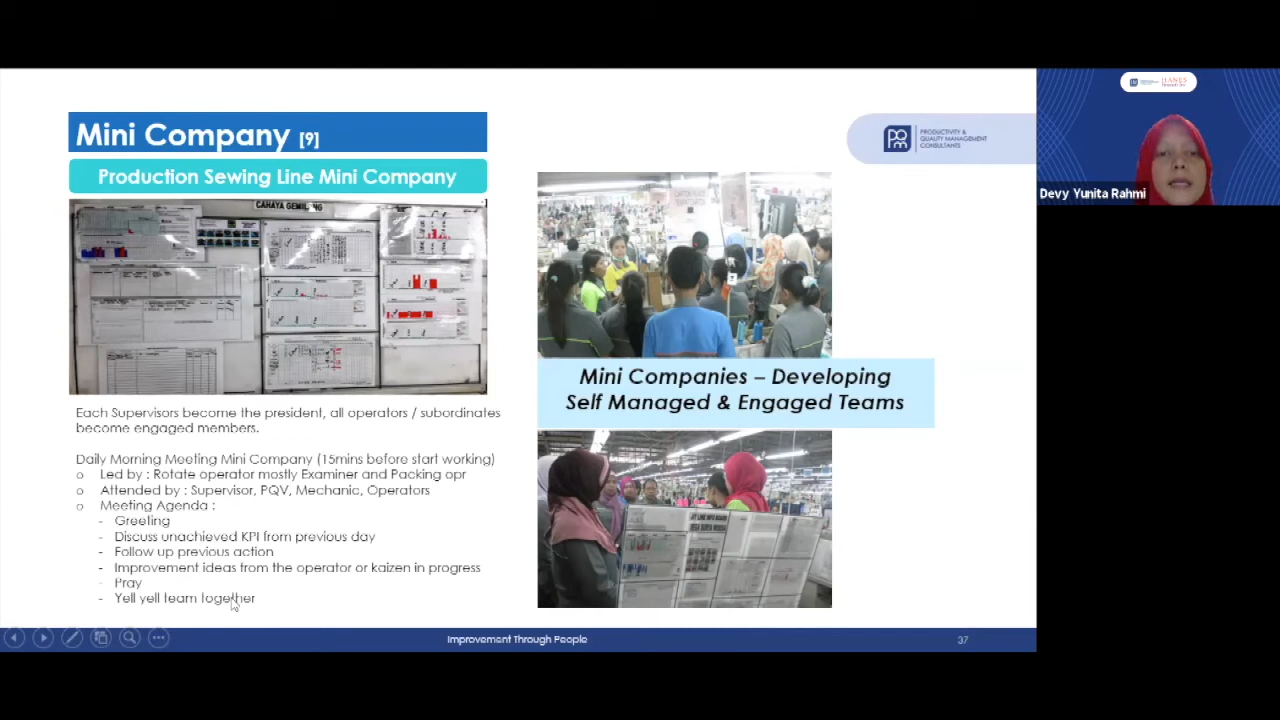 Mini Company [9]
Production Sewing Line Mini Company
CAHAYA GEMILANG
Each Supervisors become the president, all operators / subordinates
become engaged members.
Daily Morning Meeting Mini Company (15mins before start working)
o Led by : Rotate operator mostly Examiner and Packing opr
o Attended by : Supervisor, PQV, Mechanic, Operators
o Meeting Agenda :
- Greeting
- Discuss unachieved KPI from previous day
- Follow up previous action
- Improvement ideas from the operator or kaizen in progress
- Pray
- Yell yell team together
PRODUCTIVITY &
QUALITY MANAGEMENT
CONSULTANTS
Mini Companies – Developing
Self Managed & Engaged Teams
Improvement Through People
37
HANES
Devy Yunita Rahmi